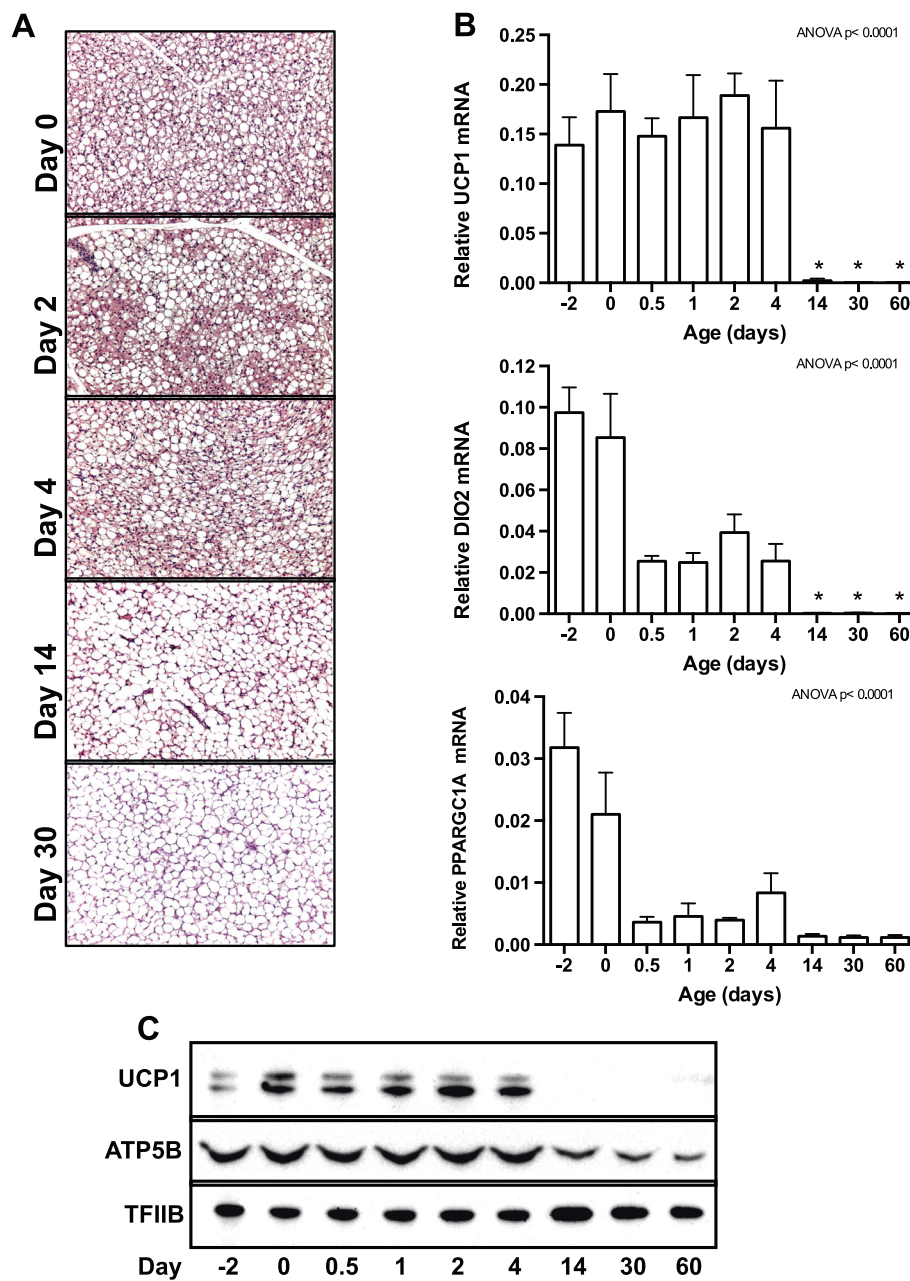 A
Day 0
Day 2
Day 4
Day 14
Day 30
B
ANOVA p< 0.0001
Relative UCP1 mRNA
0.25
0.20
0.15
0.10
0.05
0.00
* * *
-2 0 0.5 1 2 4 14 30 60
Age (days)
ANOVA p< 0.0001
Relative DIO2 mRNA
0.12
0.10
0.08
0.06
0.04
0.02
0.00
* * *
-2 0 0.5 1 2 4 14 30 60
Age (days)
ANOVA p< 0.0001
Relative PPARGC1A mRNA
0.04
0.03
0.02
0.01
0.00
-2 0 0.5 1 2 4 14 30 60
Age (days)
C
UCP1
ATP5B
TFIIB
Day -2 0 0.5 1 2 4 14 30 60